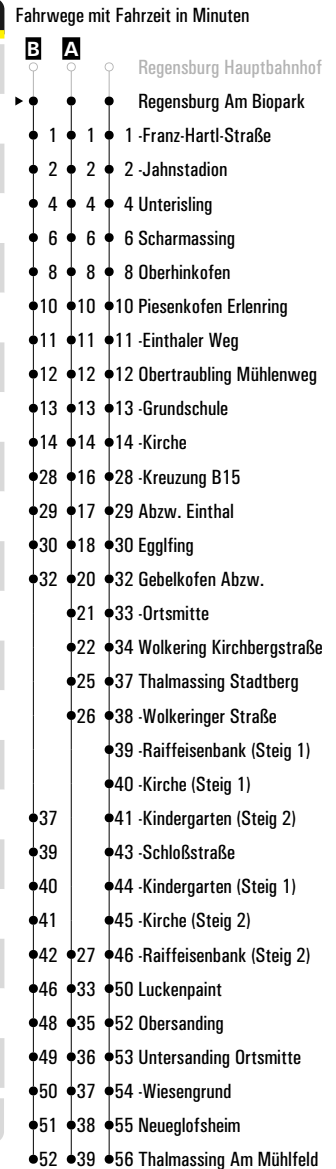 Fahrwege mit Fahrzeit in Minuten
B A
Regensburg Hauptbahnhof
Regensburg Am Biopark
1 1 1 -Franz-Hartl-Straße
2 2 2 -Jahnstadion
4 4 4 Unterisling
6 6 6 Scharmassing
8 8 8 Oberhinkofen
10 10 10 Piesenkofen Erlenring
11 11 11 -Einthaler Weg
12 12 12 Obertraubling Mühlenweg
13 13 13 -Grundschule
14 14 14 -Kirche
28 16 28 -Kreuzung B15
29 17 29 Abzw. Einthal
30 18 30 Egglfing
32 20 32 Gebelkofen Abzw.
21 33 -Ortsmitte
22 34 Wolkering Kirchbergstraße
25 37 Thalmassing Stadtberg
26 38 -Wolkeringer Straße
39 -Raiffeisenbank (Steig 1)
40 -Kirche (Steig 1)
37 41 -Kindergarten (Steig 2)
39 43 -Schloßstraße
40 44 -Kindergarten (Steig 1)
41 45 -Kirche (Steig 2)
42 27 46 -Raiffeisenbank (Steig 2)
46 33 50 Luckenpaint
48 35 52 Obersanding
49 36 53 Untersanding Ortsmitte
50 37 54 -Wiesengrund
51 38 55 Neueglofsheim
52 39 56 Thalmassing Am Mühlfeld